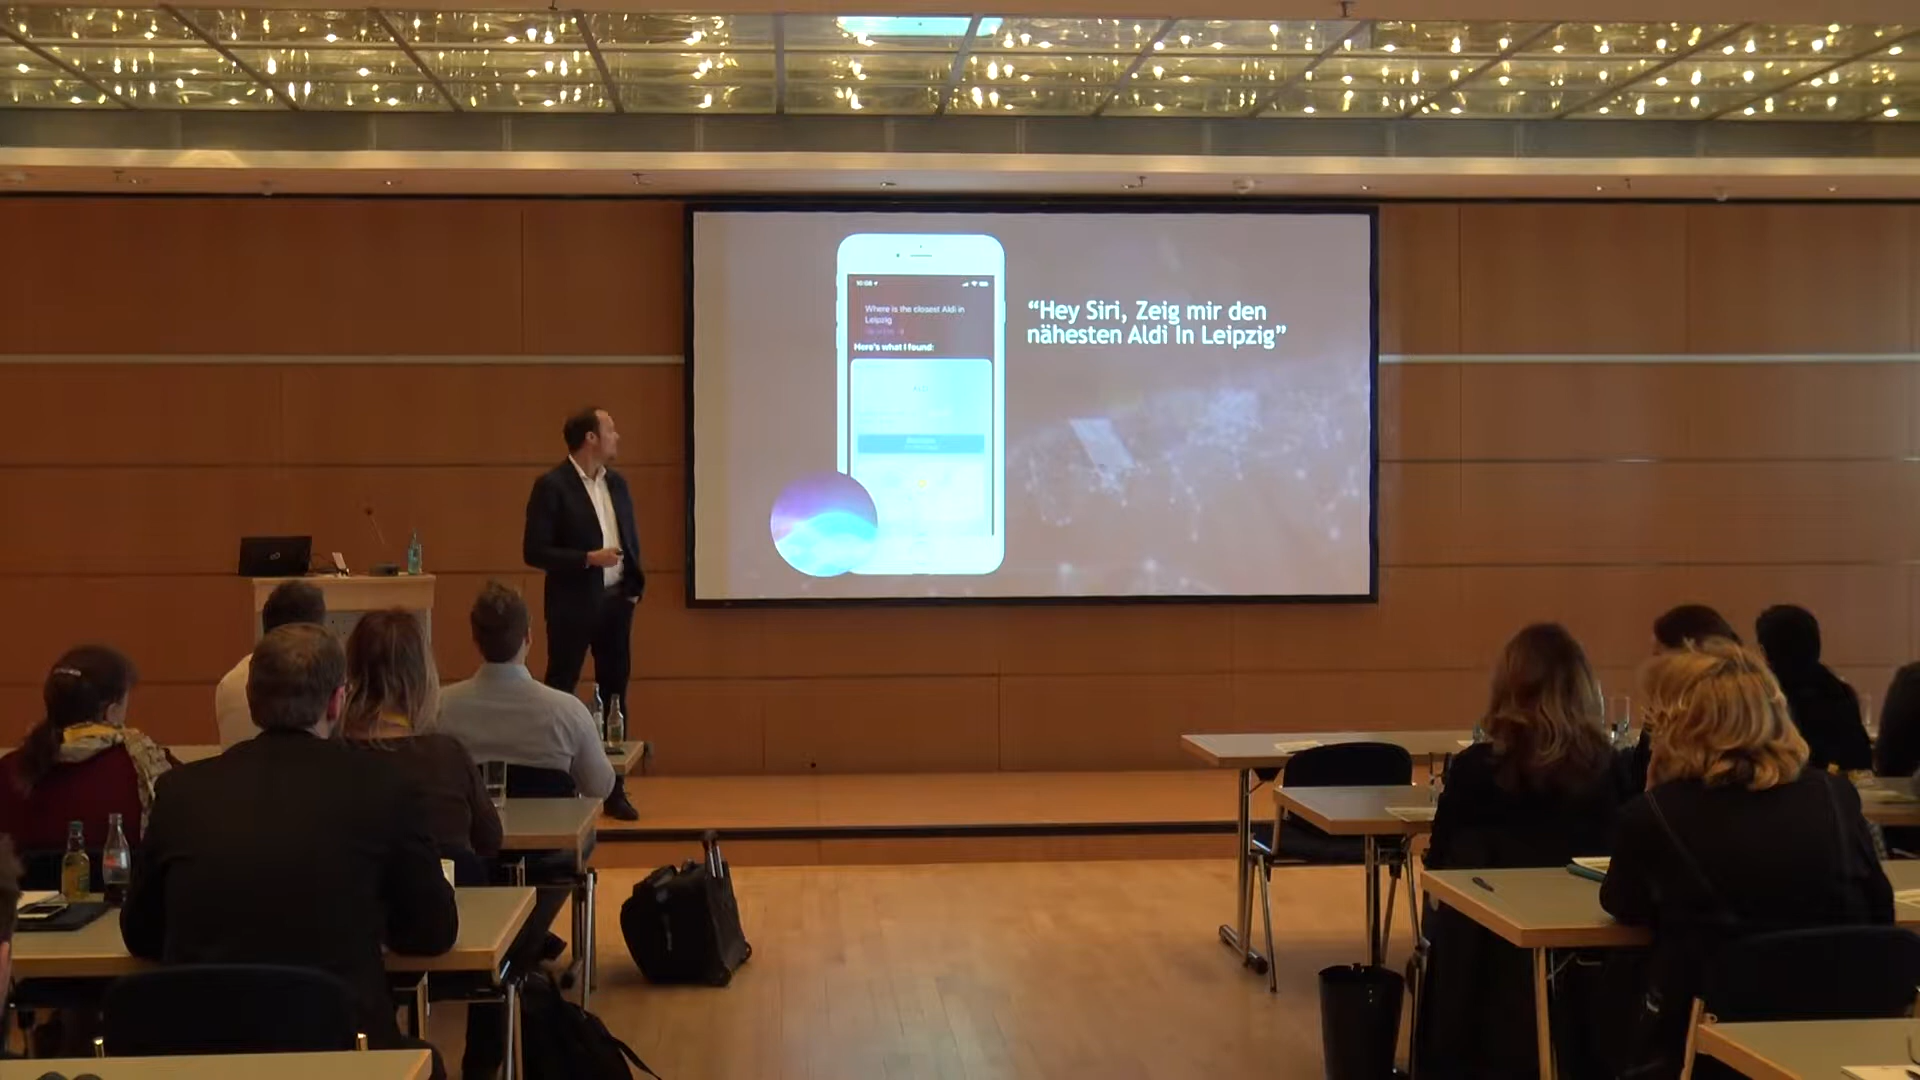 Where is the closest Aldi in
Leipzig
Here's what I found:
“Hey Siri, Zeig mir den
nähesten Aldi In Leipzig”